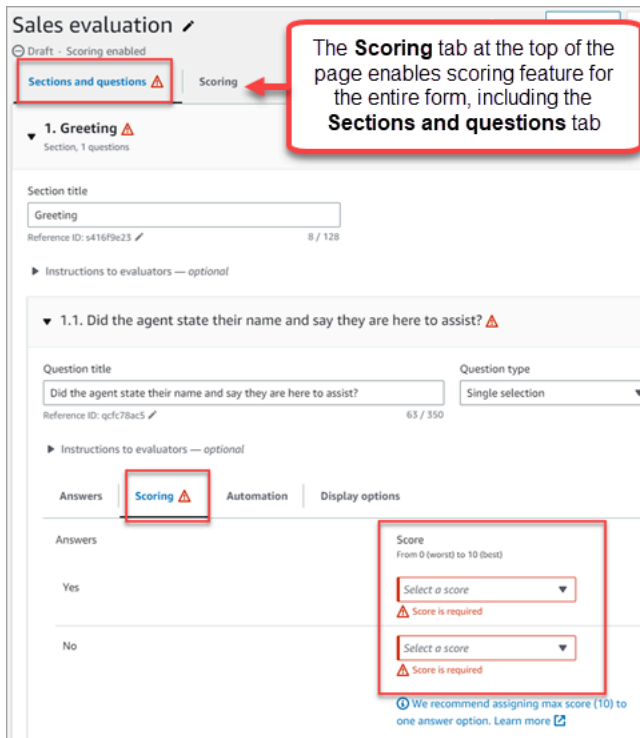 Sales evaluation
Draft · Scoring enabled
The Scoring tab at the top of the
page enables scoring feature for
the entire form, including the
Sections and questions tab
Sections and questions
Scoring
1. Greeting
Section, 1 questions
Section title
Greeting
Reference ID: s416f9e23
8 / 128
Instructions to evaluators — optional
1.1. Did the agent state their name and say they are here to assist?
Question title
Question type
Did the agent state their name and say they are here to assist?
Single selection
Reference ID: qcfc78ac5
63 / 350
Instructions to evaluators — optional
Answers
Scoring
Automation
Display options
Answers
Score
From 0 (worst) to 10 (best)
Yes
Select a score
Score is required
No
Select a score
Score is required
We recommend assigning max score (10) to
one answer option. Learn more